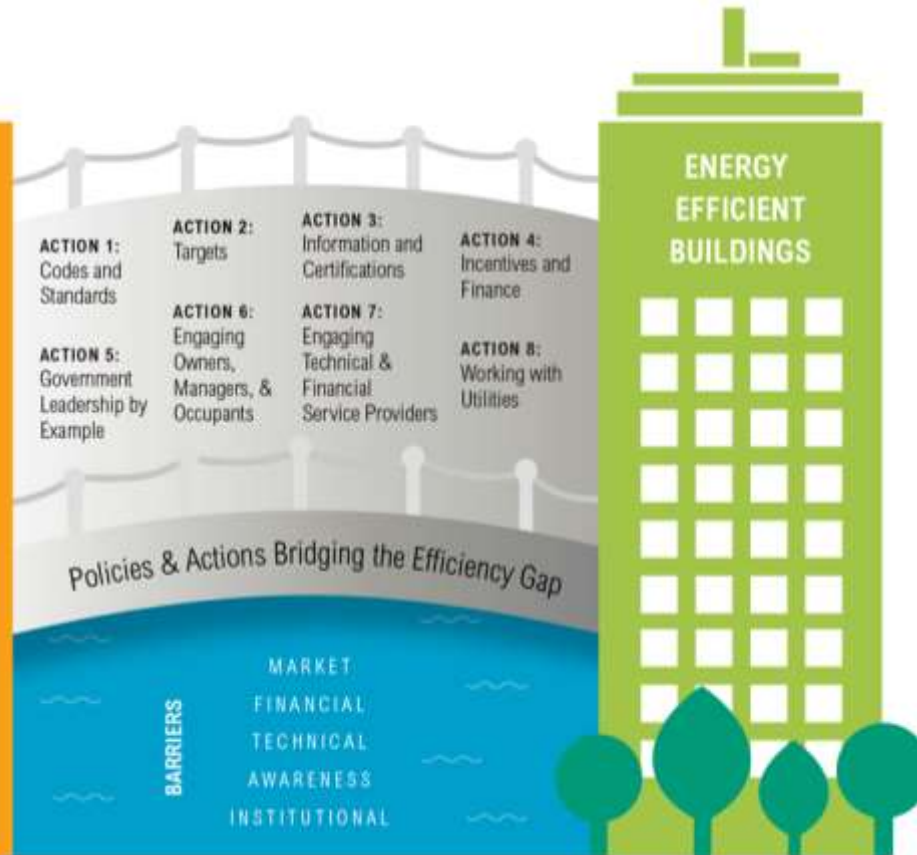 ACTION 1:
Codes and
Standards
ACTION 2:
Targets
ACTION 3:
Information and
Certifications
ACTION 4:
Incentives and
Finance
ACTION 5:
Government
Leadership by
Example
ACTION 6:
Engaging
Owners,
Managers, &
Occupants
ACTION 7:
Engaging
Technical &
Financial
Service Providers
ACTION 8:
Working with
Utilities
Policies & Actions Bridging the Efficiency Gap
BARRIERS
MARKET
FINANCIAL
TECHNICAL
AWARENESS
INSTITUTIONAL
ENERGY
EFFICIENT
BUILDINGS